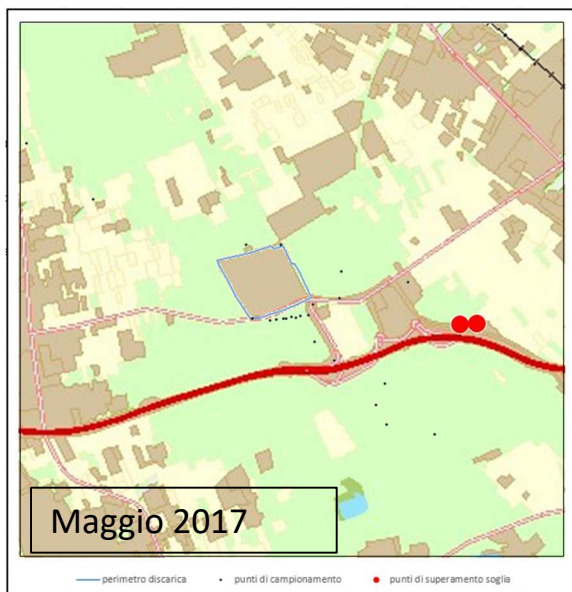 Maggio 2017
perimetro discarica punti di campionamento punti di superamento soglia